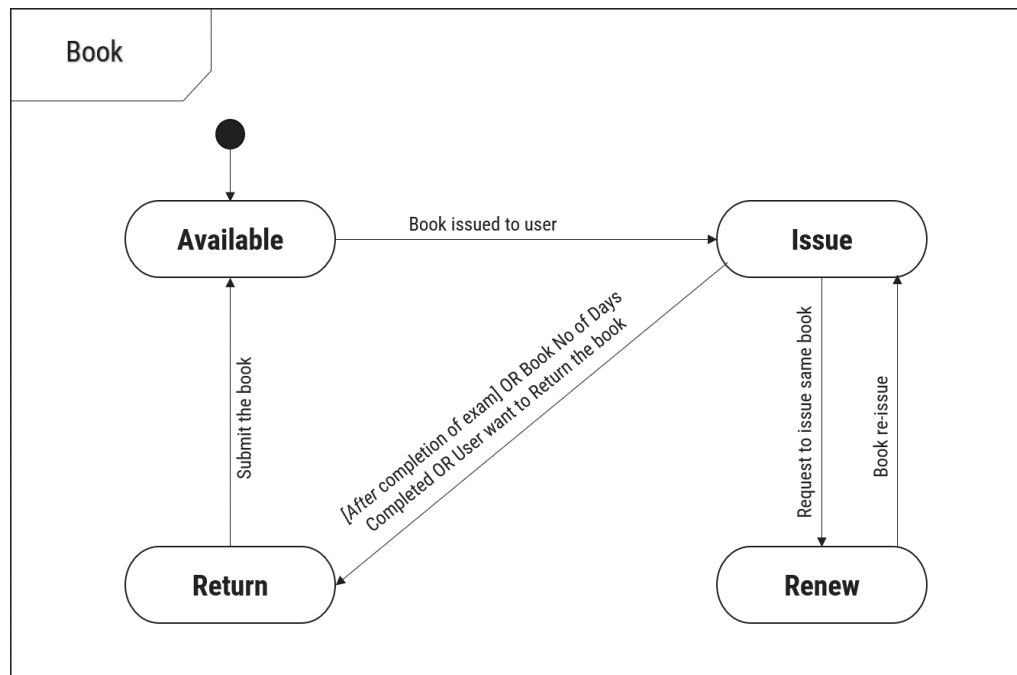 Book
Available
Book issued to user
Issue
[After completion of exam] OR Book No of Days
Completed OR User want to Return the book
Submit the book
Request to issue same book
Book re-issue
Return
Renew